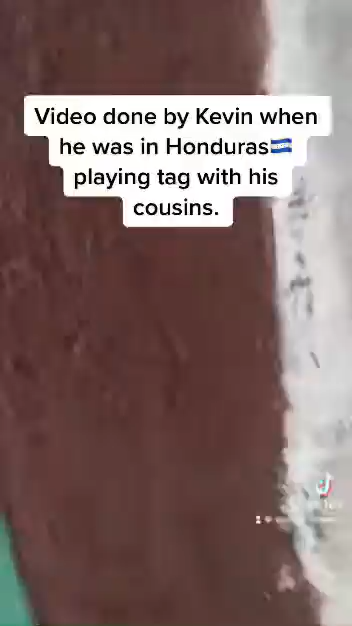 Video done by Kevin when
he was in Honduras🇭🇳
playing tag with his
cousins.